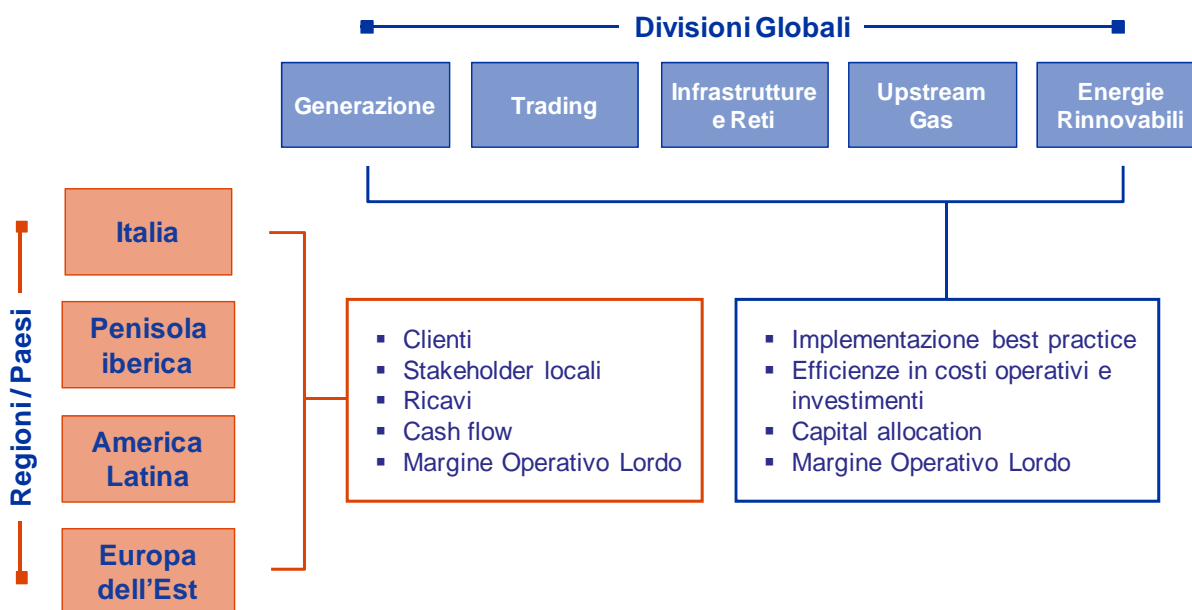 Divisioni Globali
Generazione
Trading
Infrastrutture
e Reti
Upstream
Gas
Energie
Rinnovabili
Regioni / Paesi
Italia
Penisola
iberica
America
Latina
Europa
dell’Est
▪ Clienti
▪ Stakeholder locali
▪ Ricavi
▪ Cash flow
▪ Margine Operativo Lordo
▪ Implementazione best practice
▪ Efficienze in costi operativi e
investimenti
▪ Capital allocation
▪ Margine Operativo Lordo